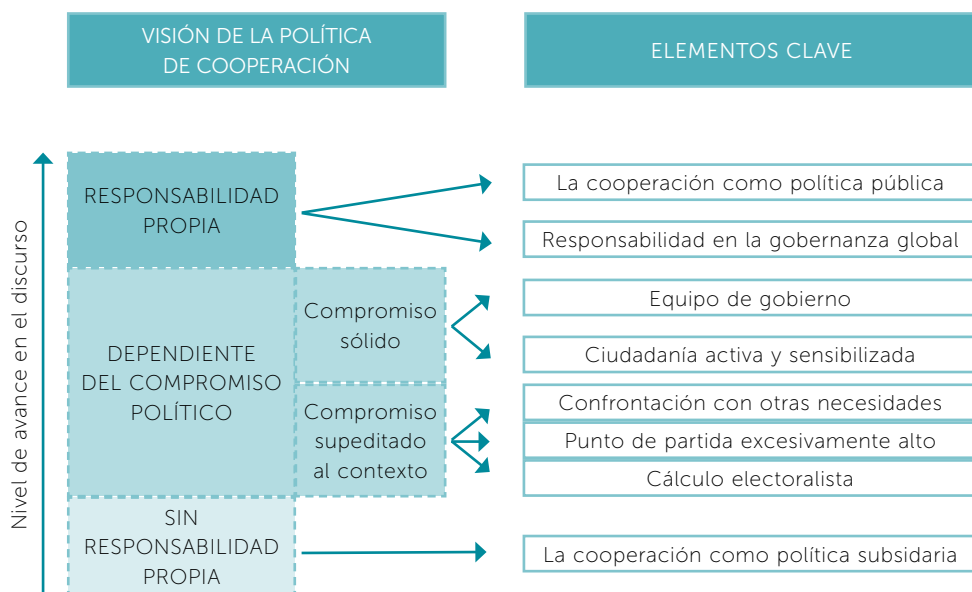 VISIÓN DE LA POLÍTICA
DE COOPERACIÓN
ELEMENTOS CLAVE
Nivel de avance en el discurso
RESPONSABILIDAD
PROPIA
La cooperación como política pública
Responsabilidad en la gobernanza global
DEPENDIENTE
DEL COMPROMISO
POLÍTICO
Compromiso
sólido
Equipo de gobierno
Ciudadanía activa y sensibilizada
Compromiso
supeditado
al contexto
Confrontación con otras necesidades
Punto de partida excesivamente alto
Cálculo electoralista
SIN
RESPONSABILIDAD
PROPIA
La cooperación como política subsidaria